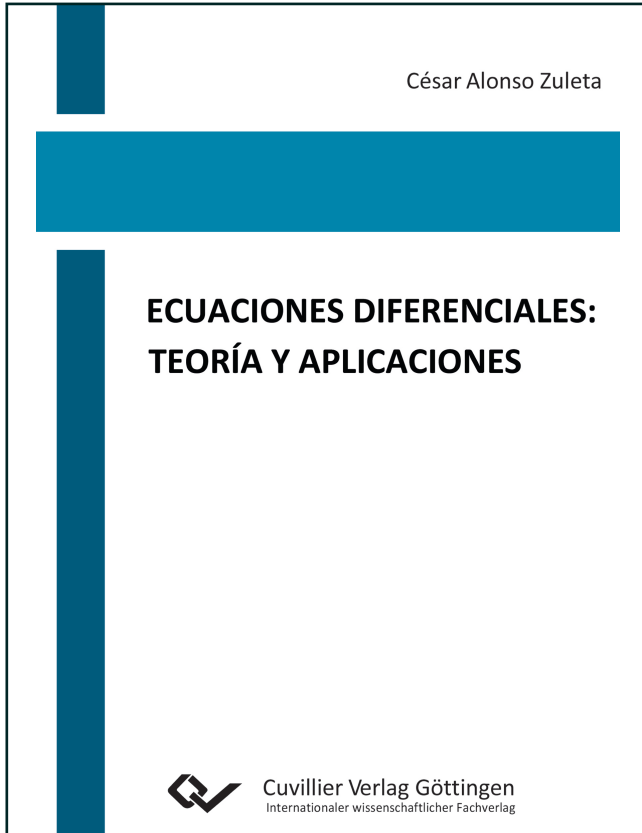 César Alonso Zuleta
ECUACIONES DIFERENCIALES:
TEORÍA Y APLICACIONES
Cuvillier Verlag Göttingen
Internationaler wissenschaftlicher Fachverlag